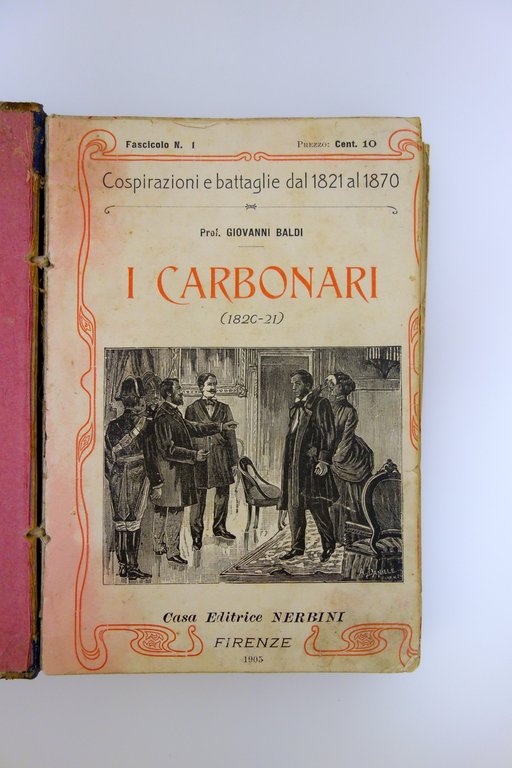 Fascicolo N. 1 Prezzo: Cent. 10
Cospirazioni e battaglie dal 1821 al 1870
Prof. GIOVANNI BALDI
I CARBONARI
(1820-21)
DANIELE
Casa Editrice NERBINI
FIRENZE
1905